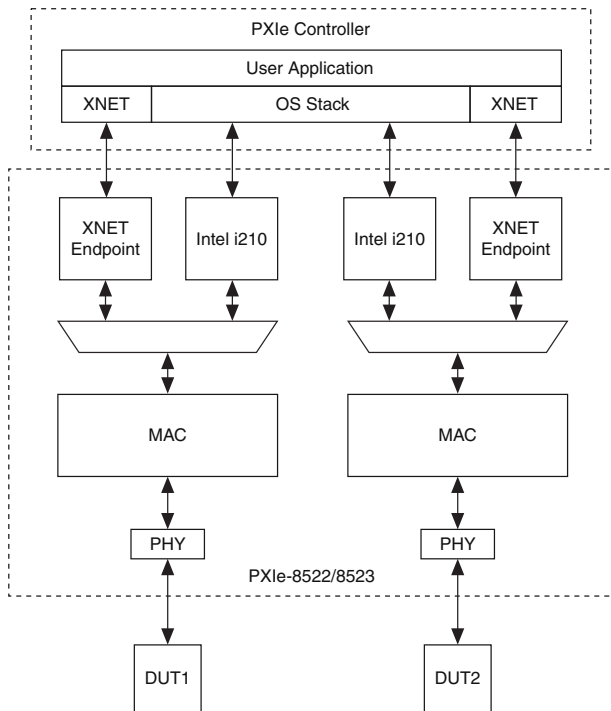 PXIe Controller
User Application
XNET
OS Stack
XNET
XNET
Endpoint
Intel i210
Intel i210
XNET
Endpoint
MAC
MAC
PHY
PHY
PXIe-8522/8523
DUT1
DUT2